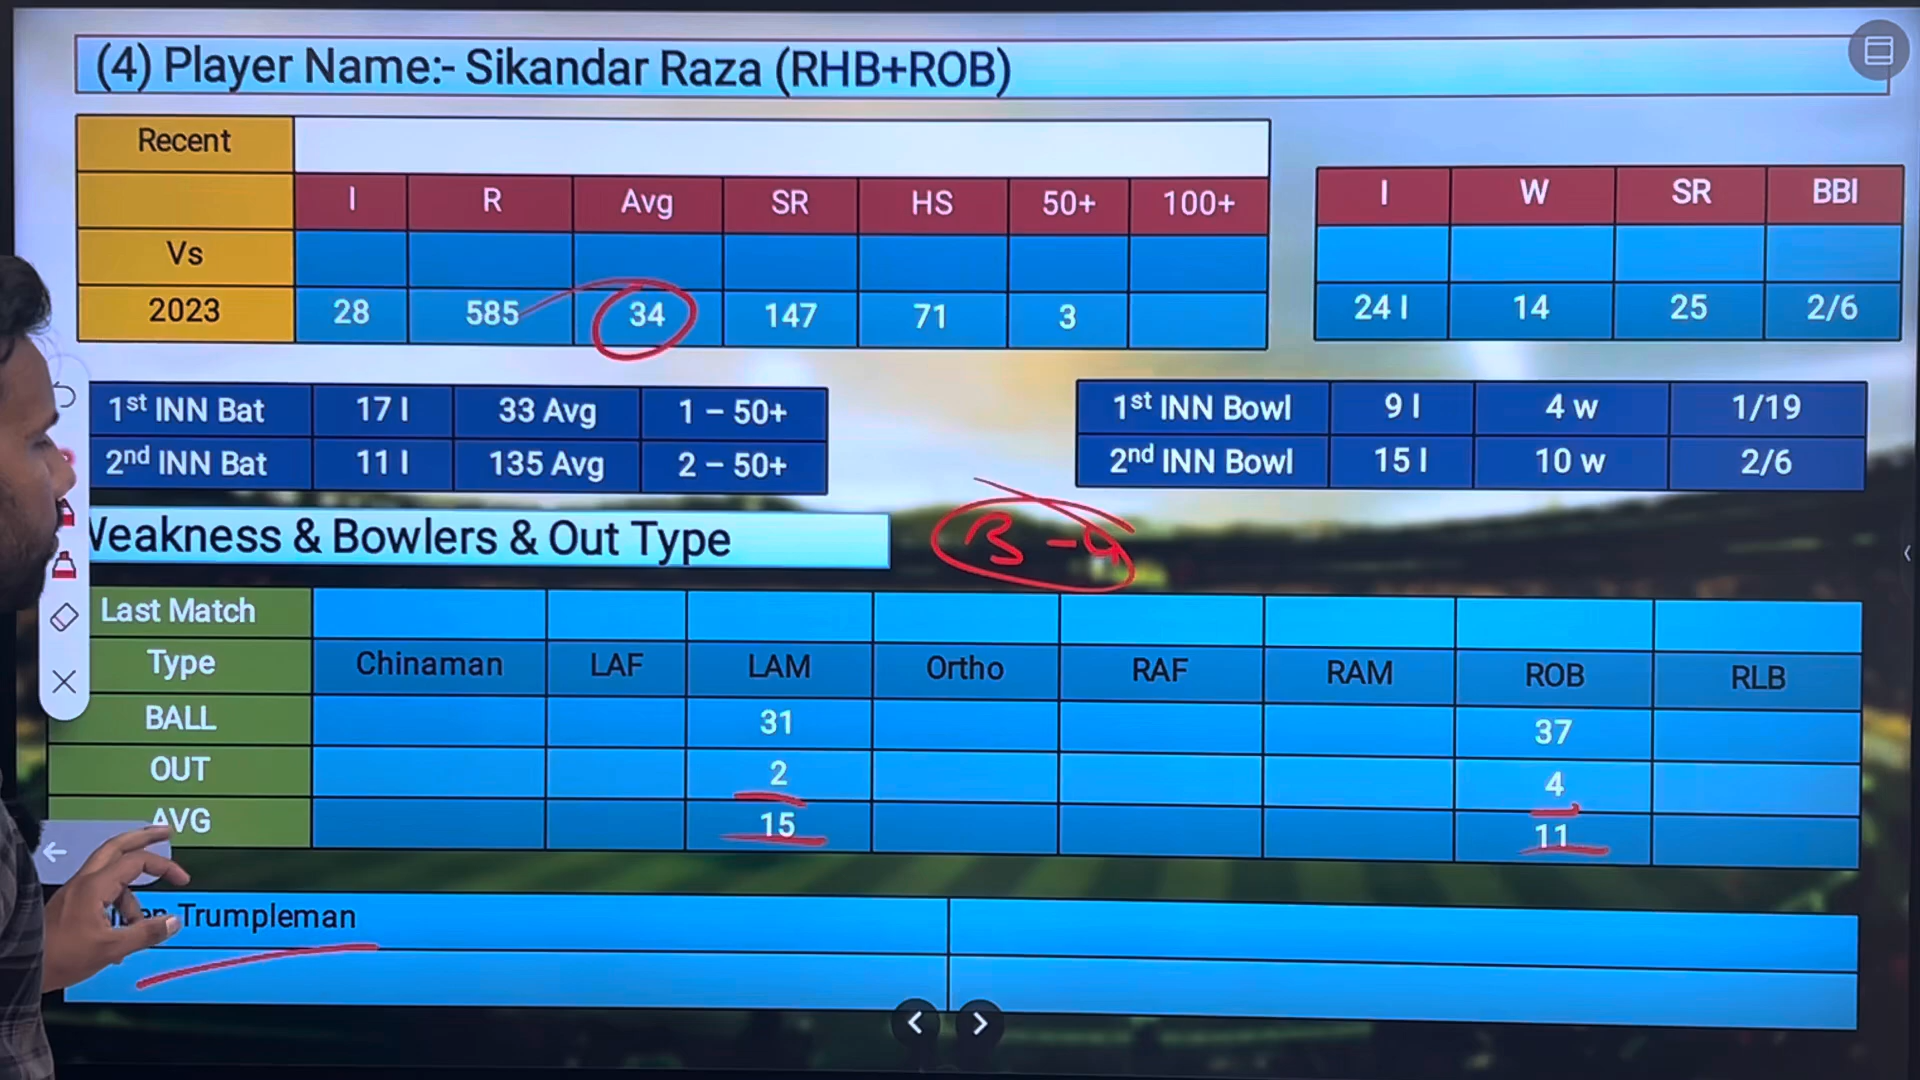 (4) Player Name:- Sikandar Raza (RHB+ROB)
Recent
I R Avg SR HS 50+ 100+
Vs
2023 28 585 34 147 71 3
I W SR BBI
24 I 14 25 2/6
1st INN Bat 17 I 33 Avg 1 – 50+
2nd INN Bat 11 I 135 Avg 2 – 50+
1st INN Bowl 9 I 4 w 1/19
2nd INN Bowl 15 I 10 w 2/6
Weakness & Bowlers & Out Type
B-4
Last Match
Type Chinaman LAF LAM Ortho RAF RAM ROB RLB
BALL 31 37
OUT 2 4
AVG 15 11
Trumpleman